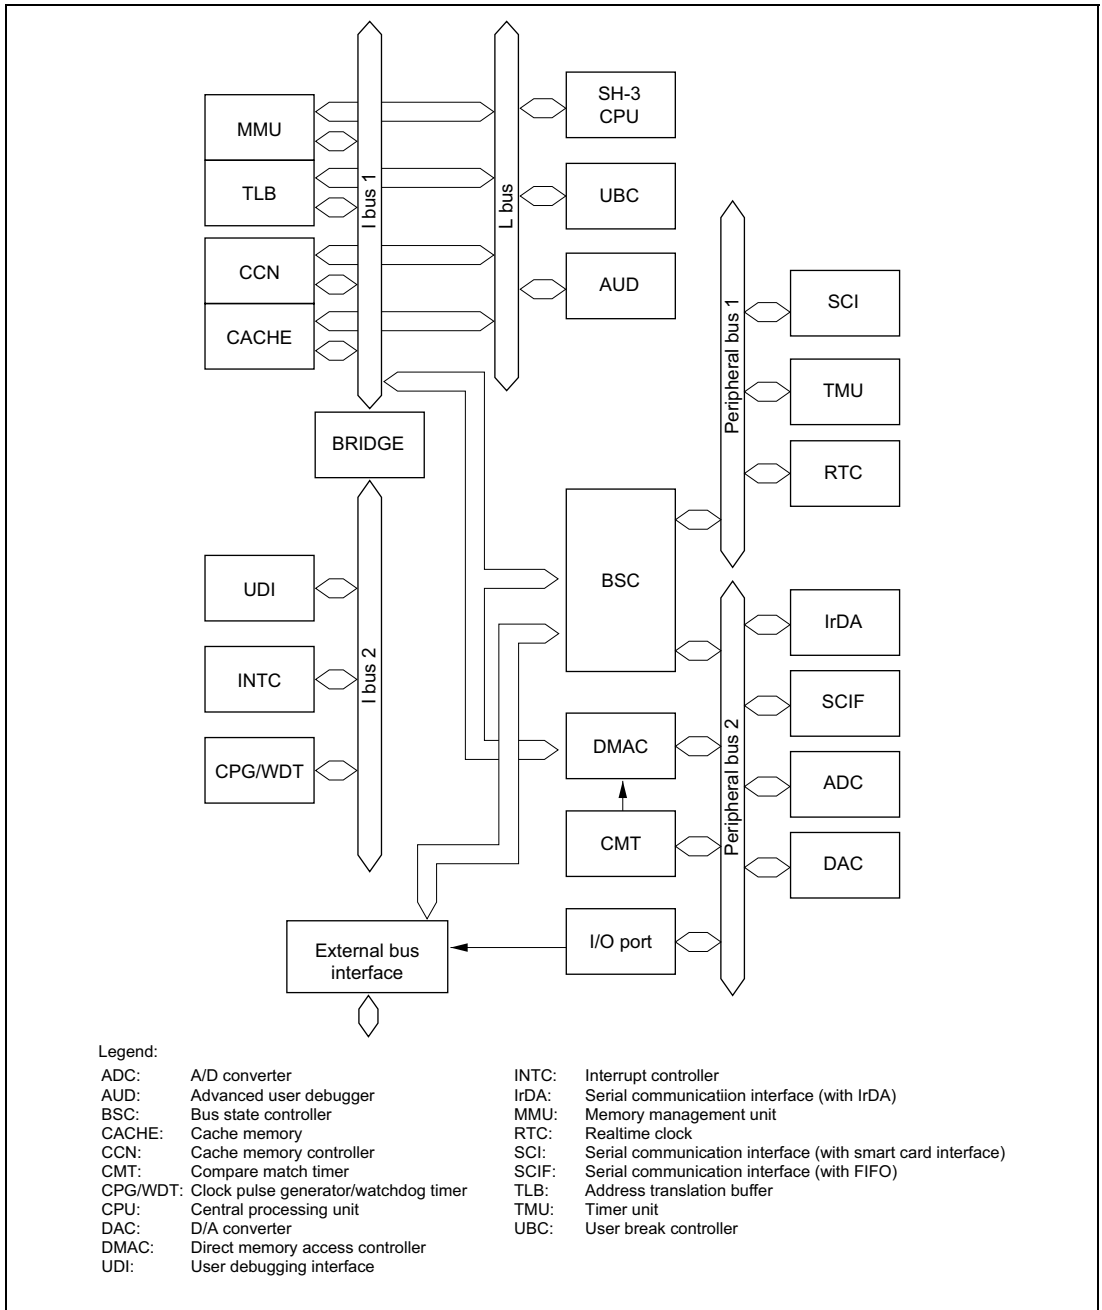 SH-3
CPU
MMU
I bus 1
L bus
TLB
UBC
CCN
AUD
CACHE
Peripheral bus 1
SCI
TMU
BRIDGE
RTC
BSC
UDI
IrDA
I bus 2
INTC
SCIF
DMAC
Peripheral bus 2
CPG/WDT
ADC
CMT
DAC
I/O port
External bus
interface
Legend:
ADC: A/D converter
AUD: Advanced user debugger
BSC: Bus state controller
CACHE: Cache memory
CCN: Cache memory controller
CMT: Compare match timer
CPG/WDT: Clock pulse generator/watchdog timer
CPU: Central processing unit
DAC: D/A converter
DMAC: Direct memory access controller
UDI: User debugging interface
INTC: Interrupt controller
IrDA: Serial communicatiion interface (with IrDA)
MMU: Memory management unit
RTC: Realtime clock
SCI: Serial communication interface (with smart card interface)
SCIF: Serial communication interface (with FIFO)
TLB: Address translation buffer
TMU: Timer unit
UBC: User break controller